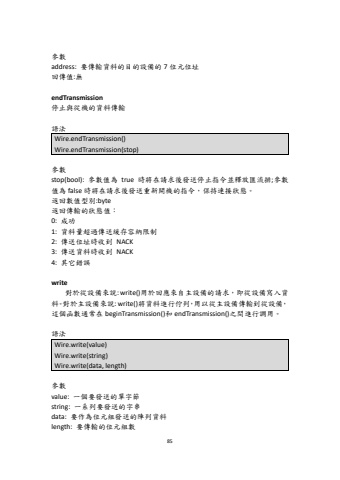 參數
address: 要傳輸資料的目的設備的 7 位元位址
回傳值:無
endTransmission
停止與從機的資料傳輸
語法
Wire.endTransmission()
Wire.endTransmission(stop)
參數
stop(bool): 參數值為 true 時將在請求後發送停止指令並釋放匯流排;參數
值為 false 時將在請求後發送重新開機的指令，保持連接狀態。
返回數值型別:byte
返回傳輸的狀態值：
0: 成功
1: 資料量超過傳送緩存容納限制
2: 傳送位址時收到 NACK
3: 傳送資料時收到 NACK
4: 其它錯誤
write
對於從設備來說: write()用於回應來自主設備的請求，即從設備寫入資
料。對於主設備來說: write()將資料進行佇列，用以從主設備傳輸到從設備，
這個函數通常在 beginTransmission()和 endTransmission()之間進行調用。
語法
Wire.write(value)
Wire.write(string)
Wire.write(data, length)
參數
value: 一個要發送的單字節
string: 一系列要發送的字串
data: 要作為位元組發送的陣列資料
length: 要傳輸的位元組數
85